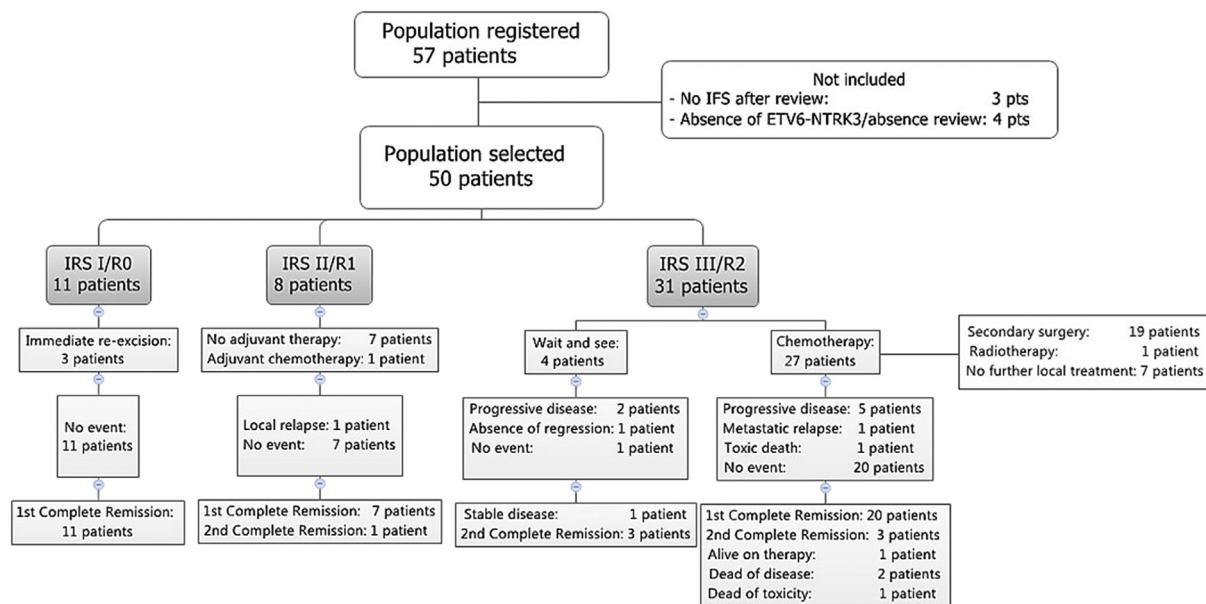 Population registered
57 patients
Not included
- No IFS after review: 3 pts
- Absence of ETV6-NTRK3/absence review: 4 pts
Population selected
50 patients
IRS I/R0
11 patients
IRS II/R1
8 patients
IRS III/R2
31 patients
Immediate re-excision:
3 patients
No adjuvant therapy: 7 patients
Adjuvant chemotherapy: 1 patient
Wait and see:
4 patients
Chemotherapy:
27 patients
Secondary surgery: 19 patients
Radiotherapy: 1 patient
No further local treatment: 7 patients
No event:
11 patients
Local relapse: 1 patient
No event: 7 patients
Progressive disease: 2 patients
Absence of regression: 1 patient
No event: 1 patient
Progressive disease: 5 patients
Metastatic relapse: 1 patient
Toxic death: 1 patient
No event: 20 patients
1st Complete Remission:
11 patients
1st Complete Remission: 7 patients
2nd Complete Remission: 1 patient
Stable disease: 1 patient
2nd Complete Remission: 3 patients
1st Complete Remission: 20 patients
2nd Complete Remission: 3 patients
Alive on therapy: 1 patient
Dead of disease: 2 patients
Dead of toxicity: 1 patient